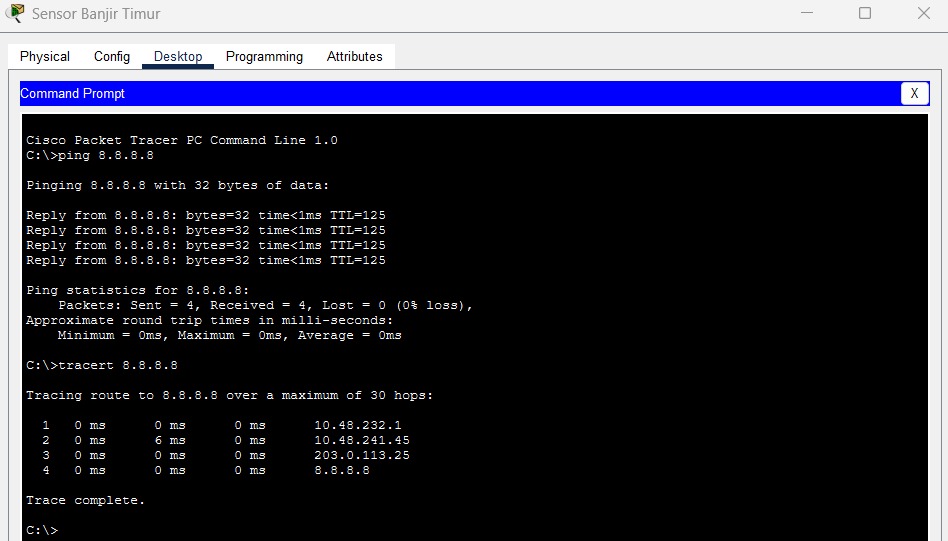 Sensor Banjir Timur
Physical Config Desktop Programming Attributes
Command Prompt X
Cisco Packet Tracer PC Command Line 1.0
C:\>ping 8.8.8.8
Pinging 8.8.8.8 with 32 bytes of data:
Reply from 8.8.8.8: bytes=32 time<1ms TTL=125
Reply from 8.8.8.8: bytes=32 time<1ms TTL=125
Reply from 8.8.8.8: bytes=32 time<1ms TTL=125
Reply from 8.8.8.8: bytes=32 time<1ms TTL=125
Ping statistics for 8.8.8.8:
    Packets: Sent = 4, Received = 4, Lost = 0 (0% loss),
Approximate round trip times in milli-seconds:
    Minimum = 0ms, Maximum = 0ms, Average = 0ms
C:\>tracert 8.8.8.8
Tracing route to 8.8.8.8 over a maximum of 30 hops:
  1   0 ms      0 ms      0 ms      10.48.232.1
  2   0 ms      6 ms      0 ms      10.48.241.45
  3   0 ms      0 ms      0 ms      203.0.113.25
  4   0 ms      0 ms      0 ms      8.8.8.8
Trace complete.
C:\>